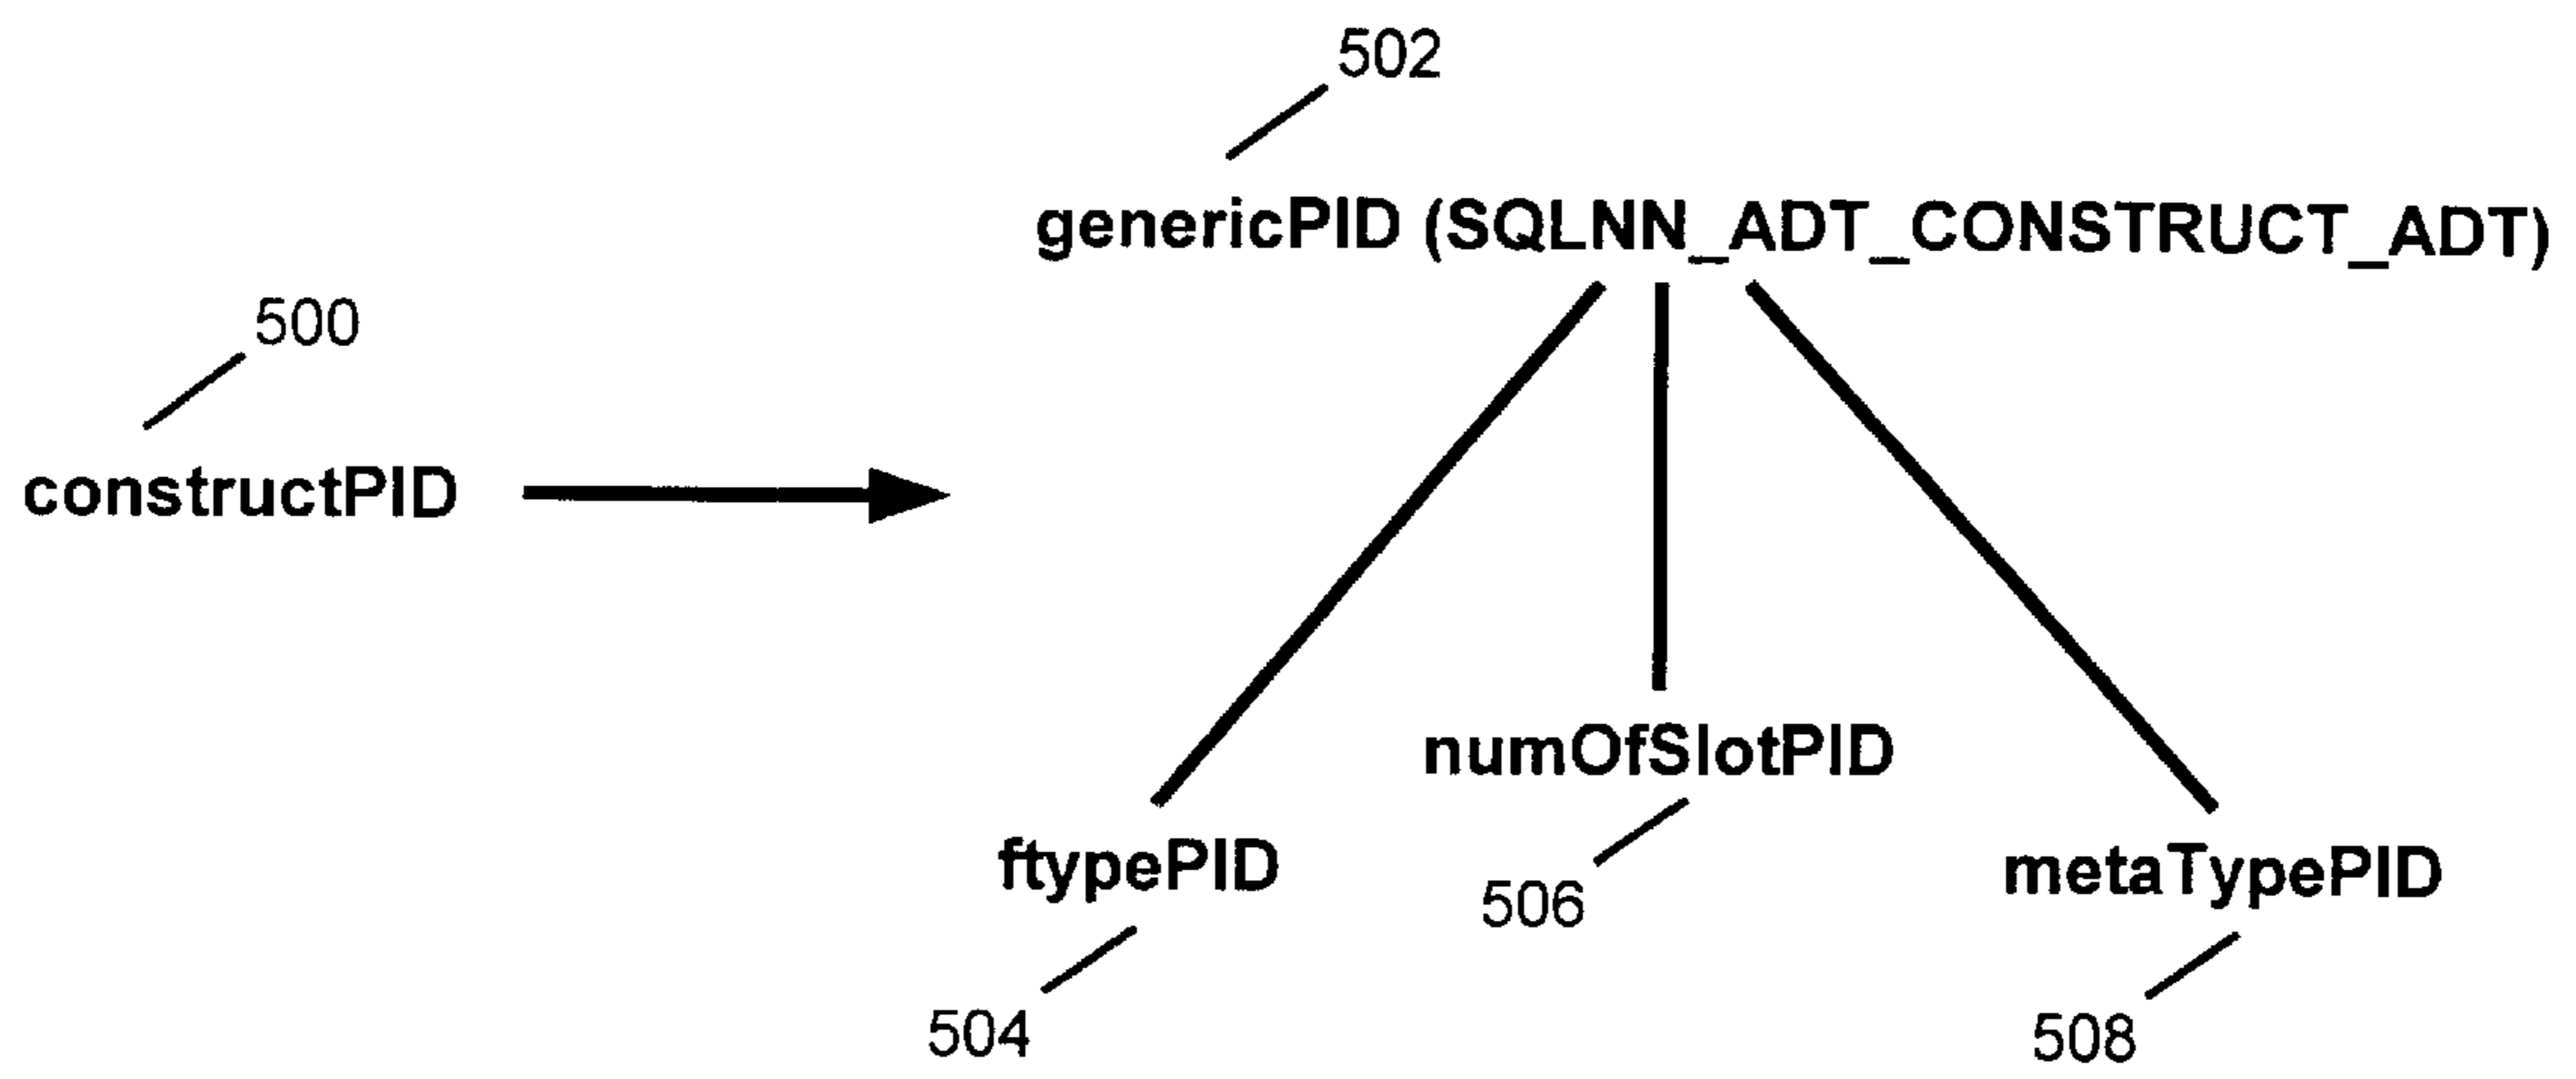 502
genericPID (SQLNN_ADT_CONSTRUCT_ADT)
500
constructPID
numOfSlotPID
ftypePID
metaTypePID
506
504
508